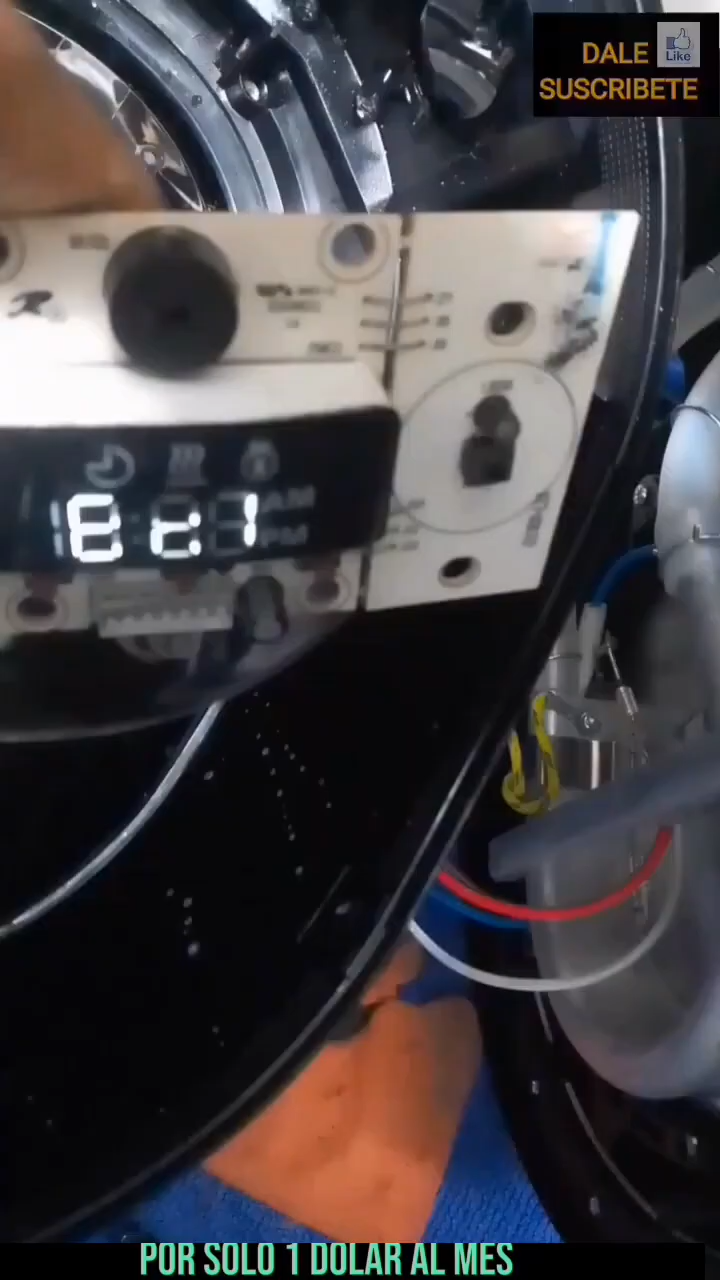 DALE
Like
SUSCRIBETE
Er1
AM
PM
POR SOLO 1 DOLAR AL MES